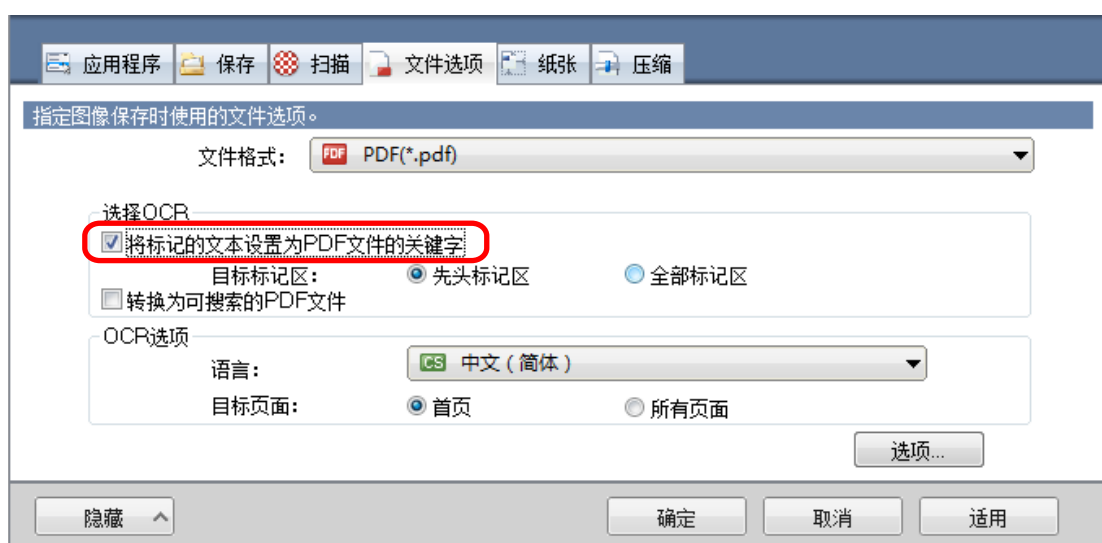 应用程序 保存 扫描 文件选项 纸张 压缩
指定图像保存时使用的文件选项。
文件格式: PDF PDF(*.pdf)
选择OCR
将标记的文本设置为PDF文件的关键字
目标标记区: 先头标记区 全部标记区
转换为可搜索的PDF文件
OCR选项
语言: CS 中文(简体)
目标页面: 首页 所有页面
选项...
隐藏 确定 取消 适用